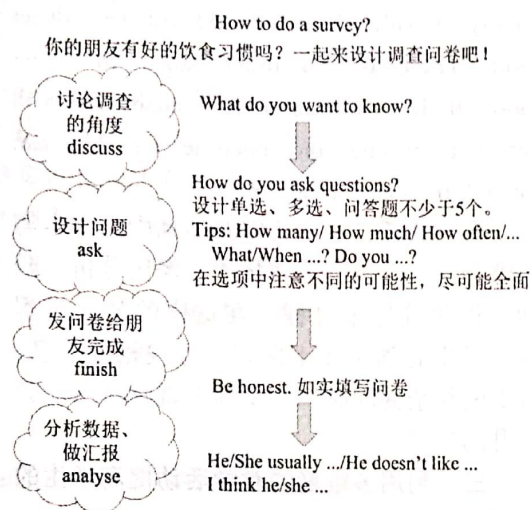 How to do a survey?
你的朋友有好的饮食习惯吗？一起来设计调查问卷吧！
讨论调查
的角度
discuss
What do you want to know?
设计问题
ask
How do you ask questions?
设计单选、多选、问答题不少于5个。
Tips: How many/ How much/ How often/...
What/When ...? Do you ...?
在选项中注意不同的可能性，尽可能全面
发问卷给朋
友完成
finish
Be honest. 如实填写问卷
分析数据、
做汇报
analyse
He/She usually .../He doesn't like ...
I think he/she ...